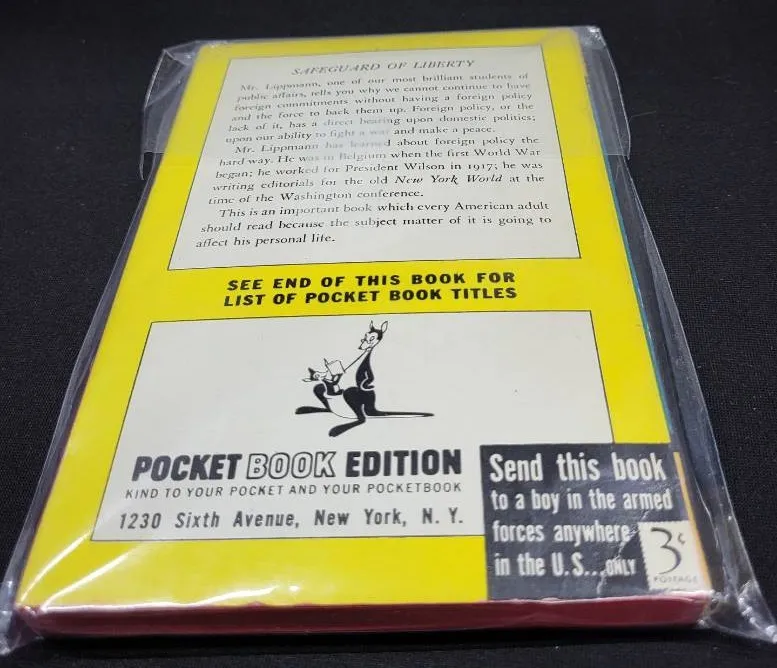 SAFEGUARD OF LIBERTY
Mr. Lippmann, one of our most brilliant students of
public affairs, tells you why we cannot continue to have
foreign commitments without having a foreign policy
and the force to back them up. Foreign policy, or the
lack of it, has a direct bearing upon domestic politics;
upon our ability to fight a war and make a peace.
Mr. Lippmann has learned about foreign policy the
hard way. He was in Belgium when the first World War
began; he worked for President Wilson in 1917; he was
writing editorials for the old New York World at the
time of the Washington conference.
This is an important book which every American adult
should read because the subject matter of it is going to
affect his personal life.
SEE END OF THIS BOOK FOR
LIST OF POCKET BOOK TITLES
POCKET BOOK EDITION
KIND TO YOUR POCKET AND YOUR POCKETBOOK
1230 Sixth Avenue, New York, N. Y.
Send this book
to a boy in the armed
forces anywhere
in the U.S...ONLY
3¢
POSTAGE